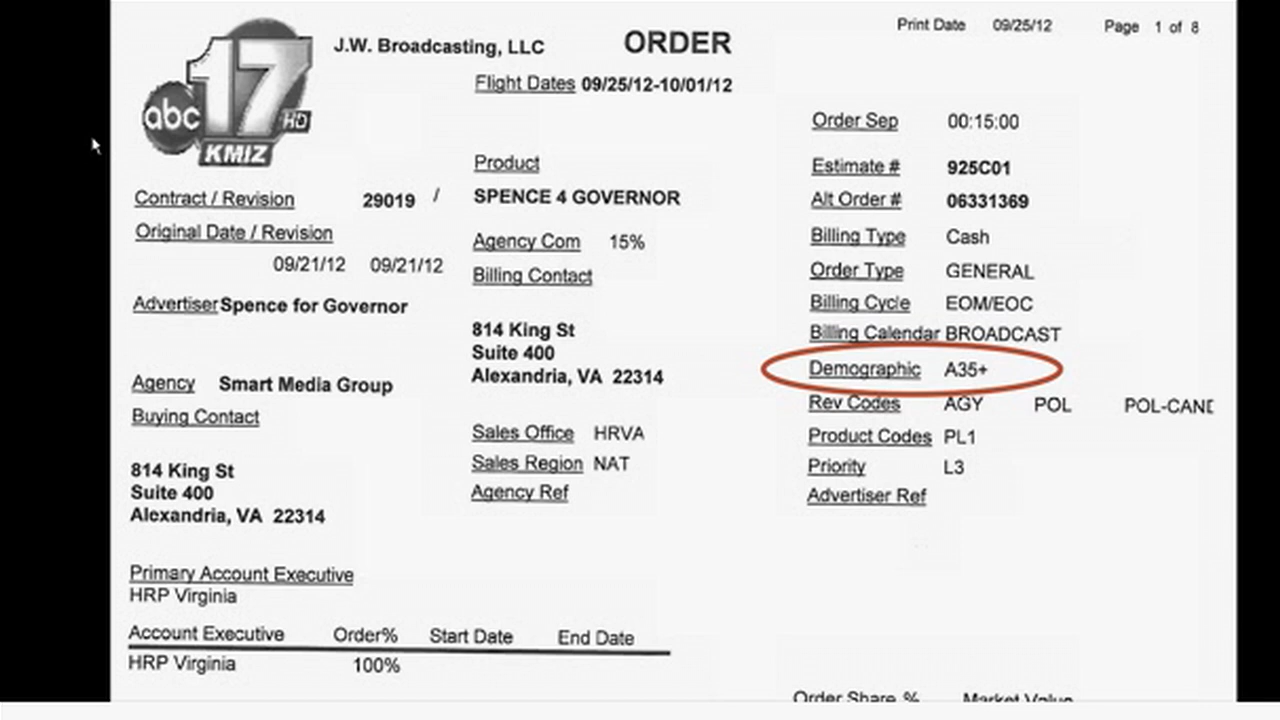 Print Date 09/25/12 Page 1 of 8
17
abc
HD
KMIZ
J.W. Broadcasting, LLC
ORDER
Flight Dates 09/25/12-10/01/12
Contract / Revision 29019 /
Original Date / Revision
09/21/12 09/21/12
Advertiser Spence for Governor
Agency Smart Media Group
Buying Contact
814 King St
Suite 400
Alexandria, VA 22314
Product
SPENCE 4 GOVERNOR
Agency Com 15%
Billing Contact
814 King St
Suite 400
Alexandria, VA 22314
Sales Office HRVA
Sales Region NAT
Agency Ref
Order Sep 00:15:00
Estimate # 925C01
Alt Order # 06331369
Billing Type Cash
Order Type GENERAL
Billing Cycle EOM/EOC
Billing Calendar BROADCAST
Demographic A35+
Rev Codes AGY POL POL-CAND
Product Codes PL1
Priority L3
Advertiser Ref
Primary Account Executive
HRP Virginia
Account Executive Order% Start Date End Date
HRP Virginia 100%
Order Share % Market Value